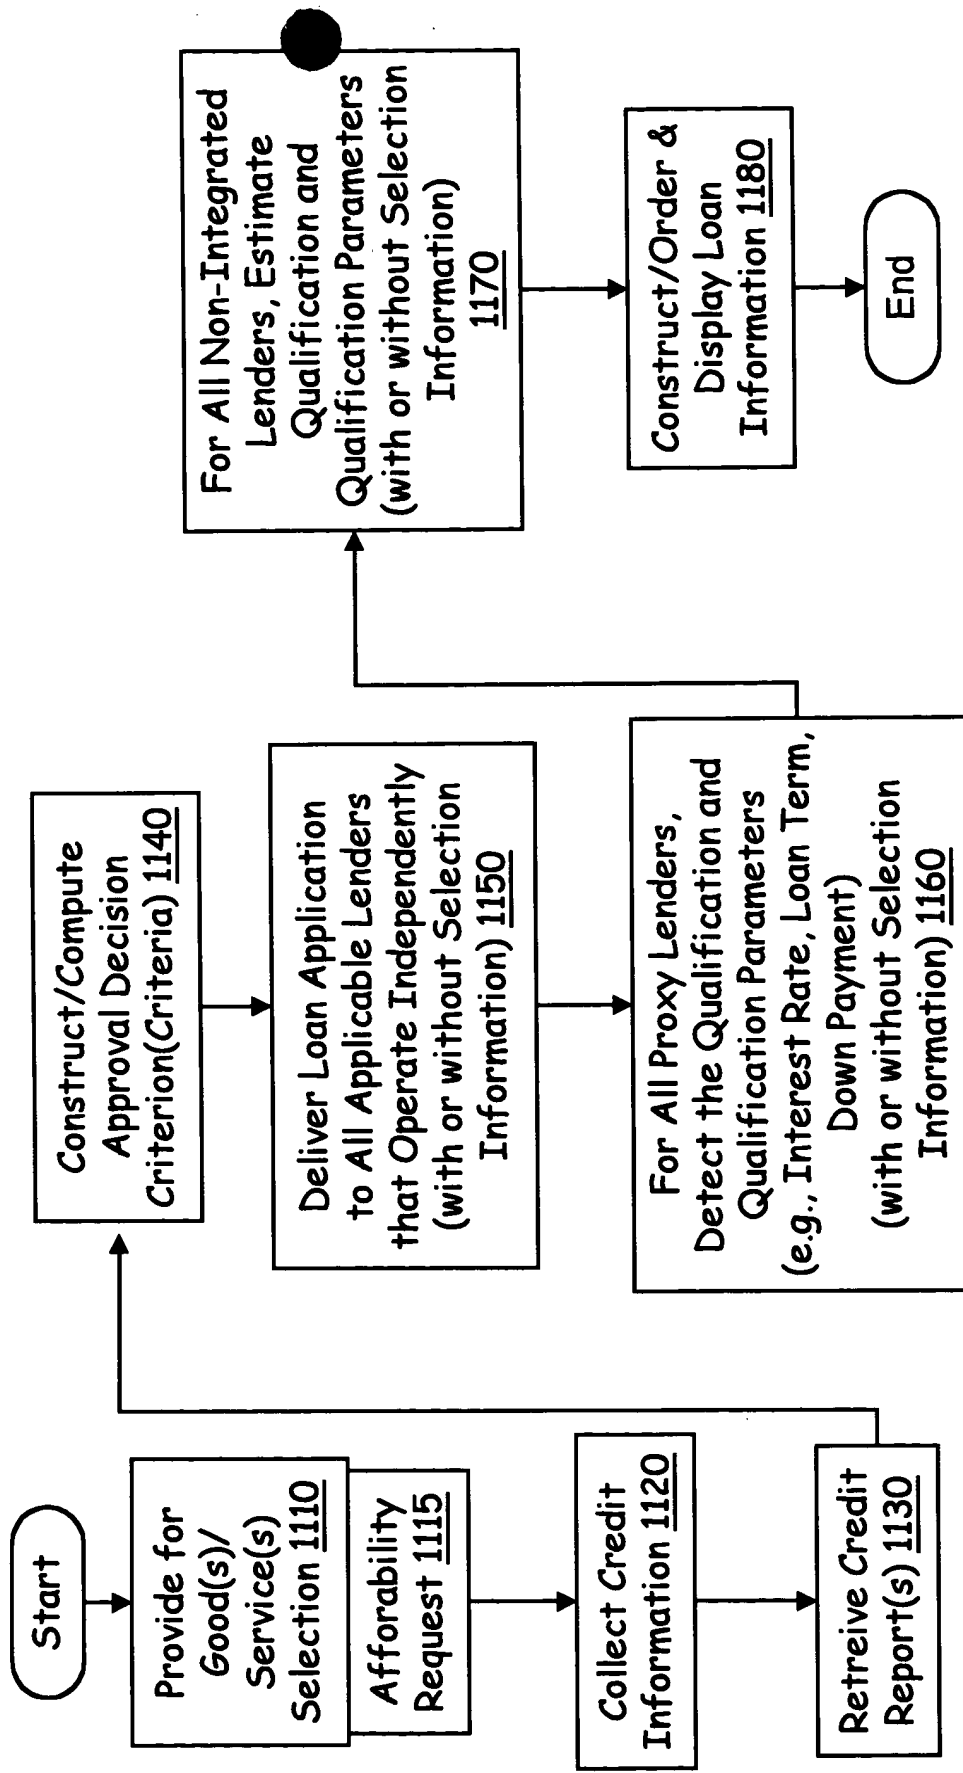 Start
Provide for
Good(s)/
Service(s)
Selection 1110
Afforability
Request 1115
Collect Credit
Information 1120
Retreive Credit
Report(s) 1130
Construct/Compute
Approval Decision
Criterion(Criteria) 1140
Deliver Loan Application
to All Applicable Lenders
that Operate Independently
(with or without Selection
Information) 1150
For All Proxy Lenders,
Detect the Qualification and
Qualification Parameters
(e.g., Interest Rate, Loan Term,
Down Payment)
(with or without Selection
Information) 1160
For All Non-Integrated
Lenders, Estimate
Qualification and
Qualification Parameters
(with or without Selection
Information)
1170
Construct/Order &
Display Loan
Information 1180
End